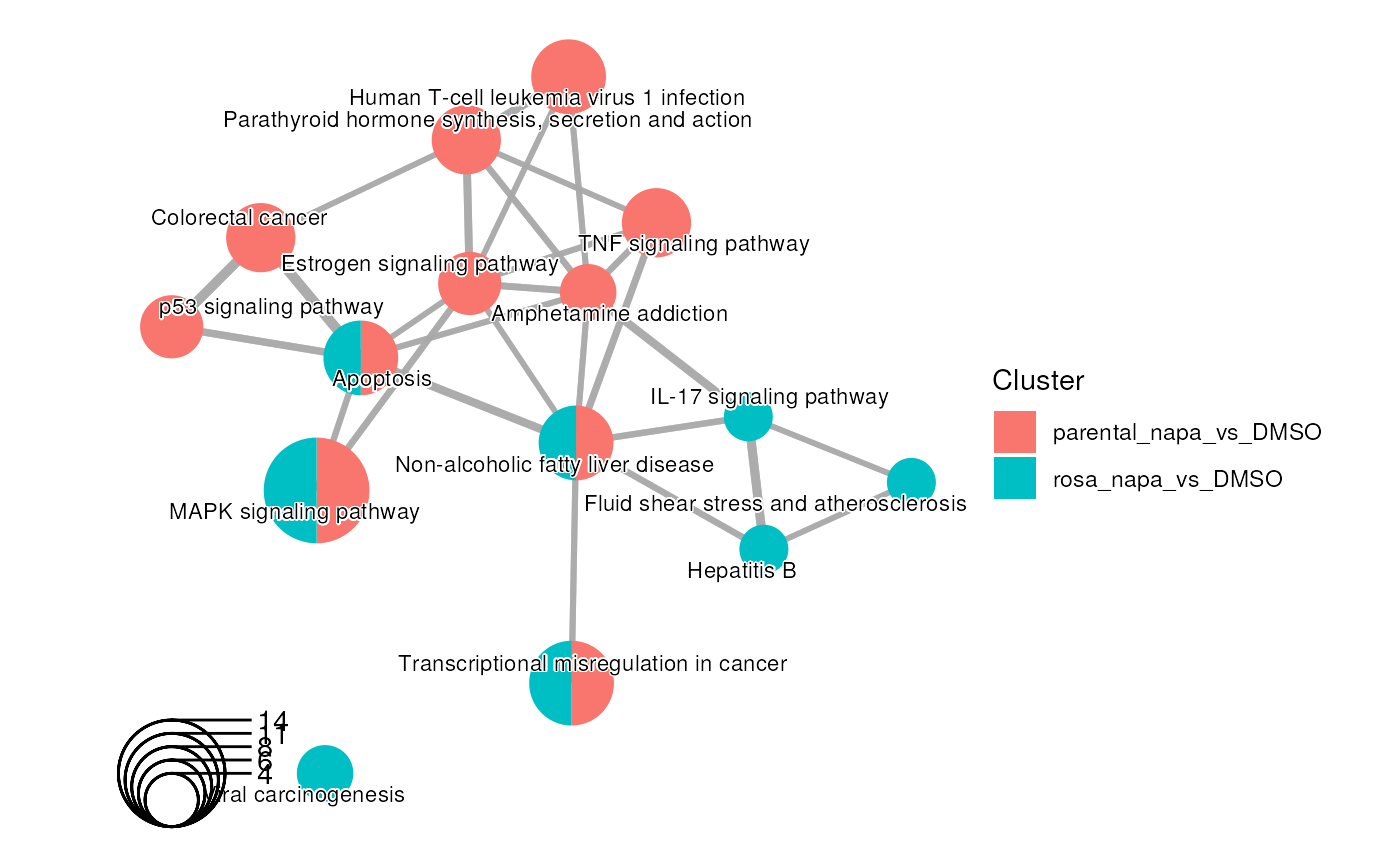 Human T-cell leukemia virus 1 infection
Parathyroid hormone synthesis, secretion and action
Colorectal cancer
TNF signaling pathway
Estrogen signaling pathway
p53 signaling pathway
Amphetamine addiction
Apoptosis
IL-17 signaling pathway
Non-alcoholic fatty liver disease
Fluid shear stress and atherosclerosis
MAPK signaling pathway
Hepatitis B
Transcriptional misregulation in cancer
carcinogenesis
14
11
8
6
4
Cluster
parental_napa_vs_DMSO
rosa_napa_vs_DMSO